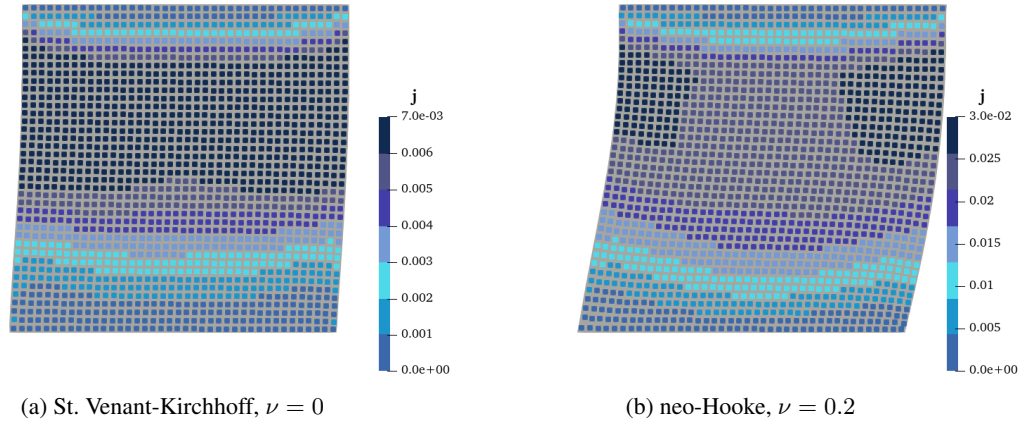 j
7.0e-03
0.006
0.005
0.004
0.003
0.002
0.001
0.0e+00
j
3.0e-02
0.025
0.02
0.015
0.01
0.005
0.0e+00
(a) St. Venant-Kirchhoff, ν = 0
(b) neo-Hooke, ν = 0.2